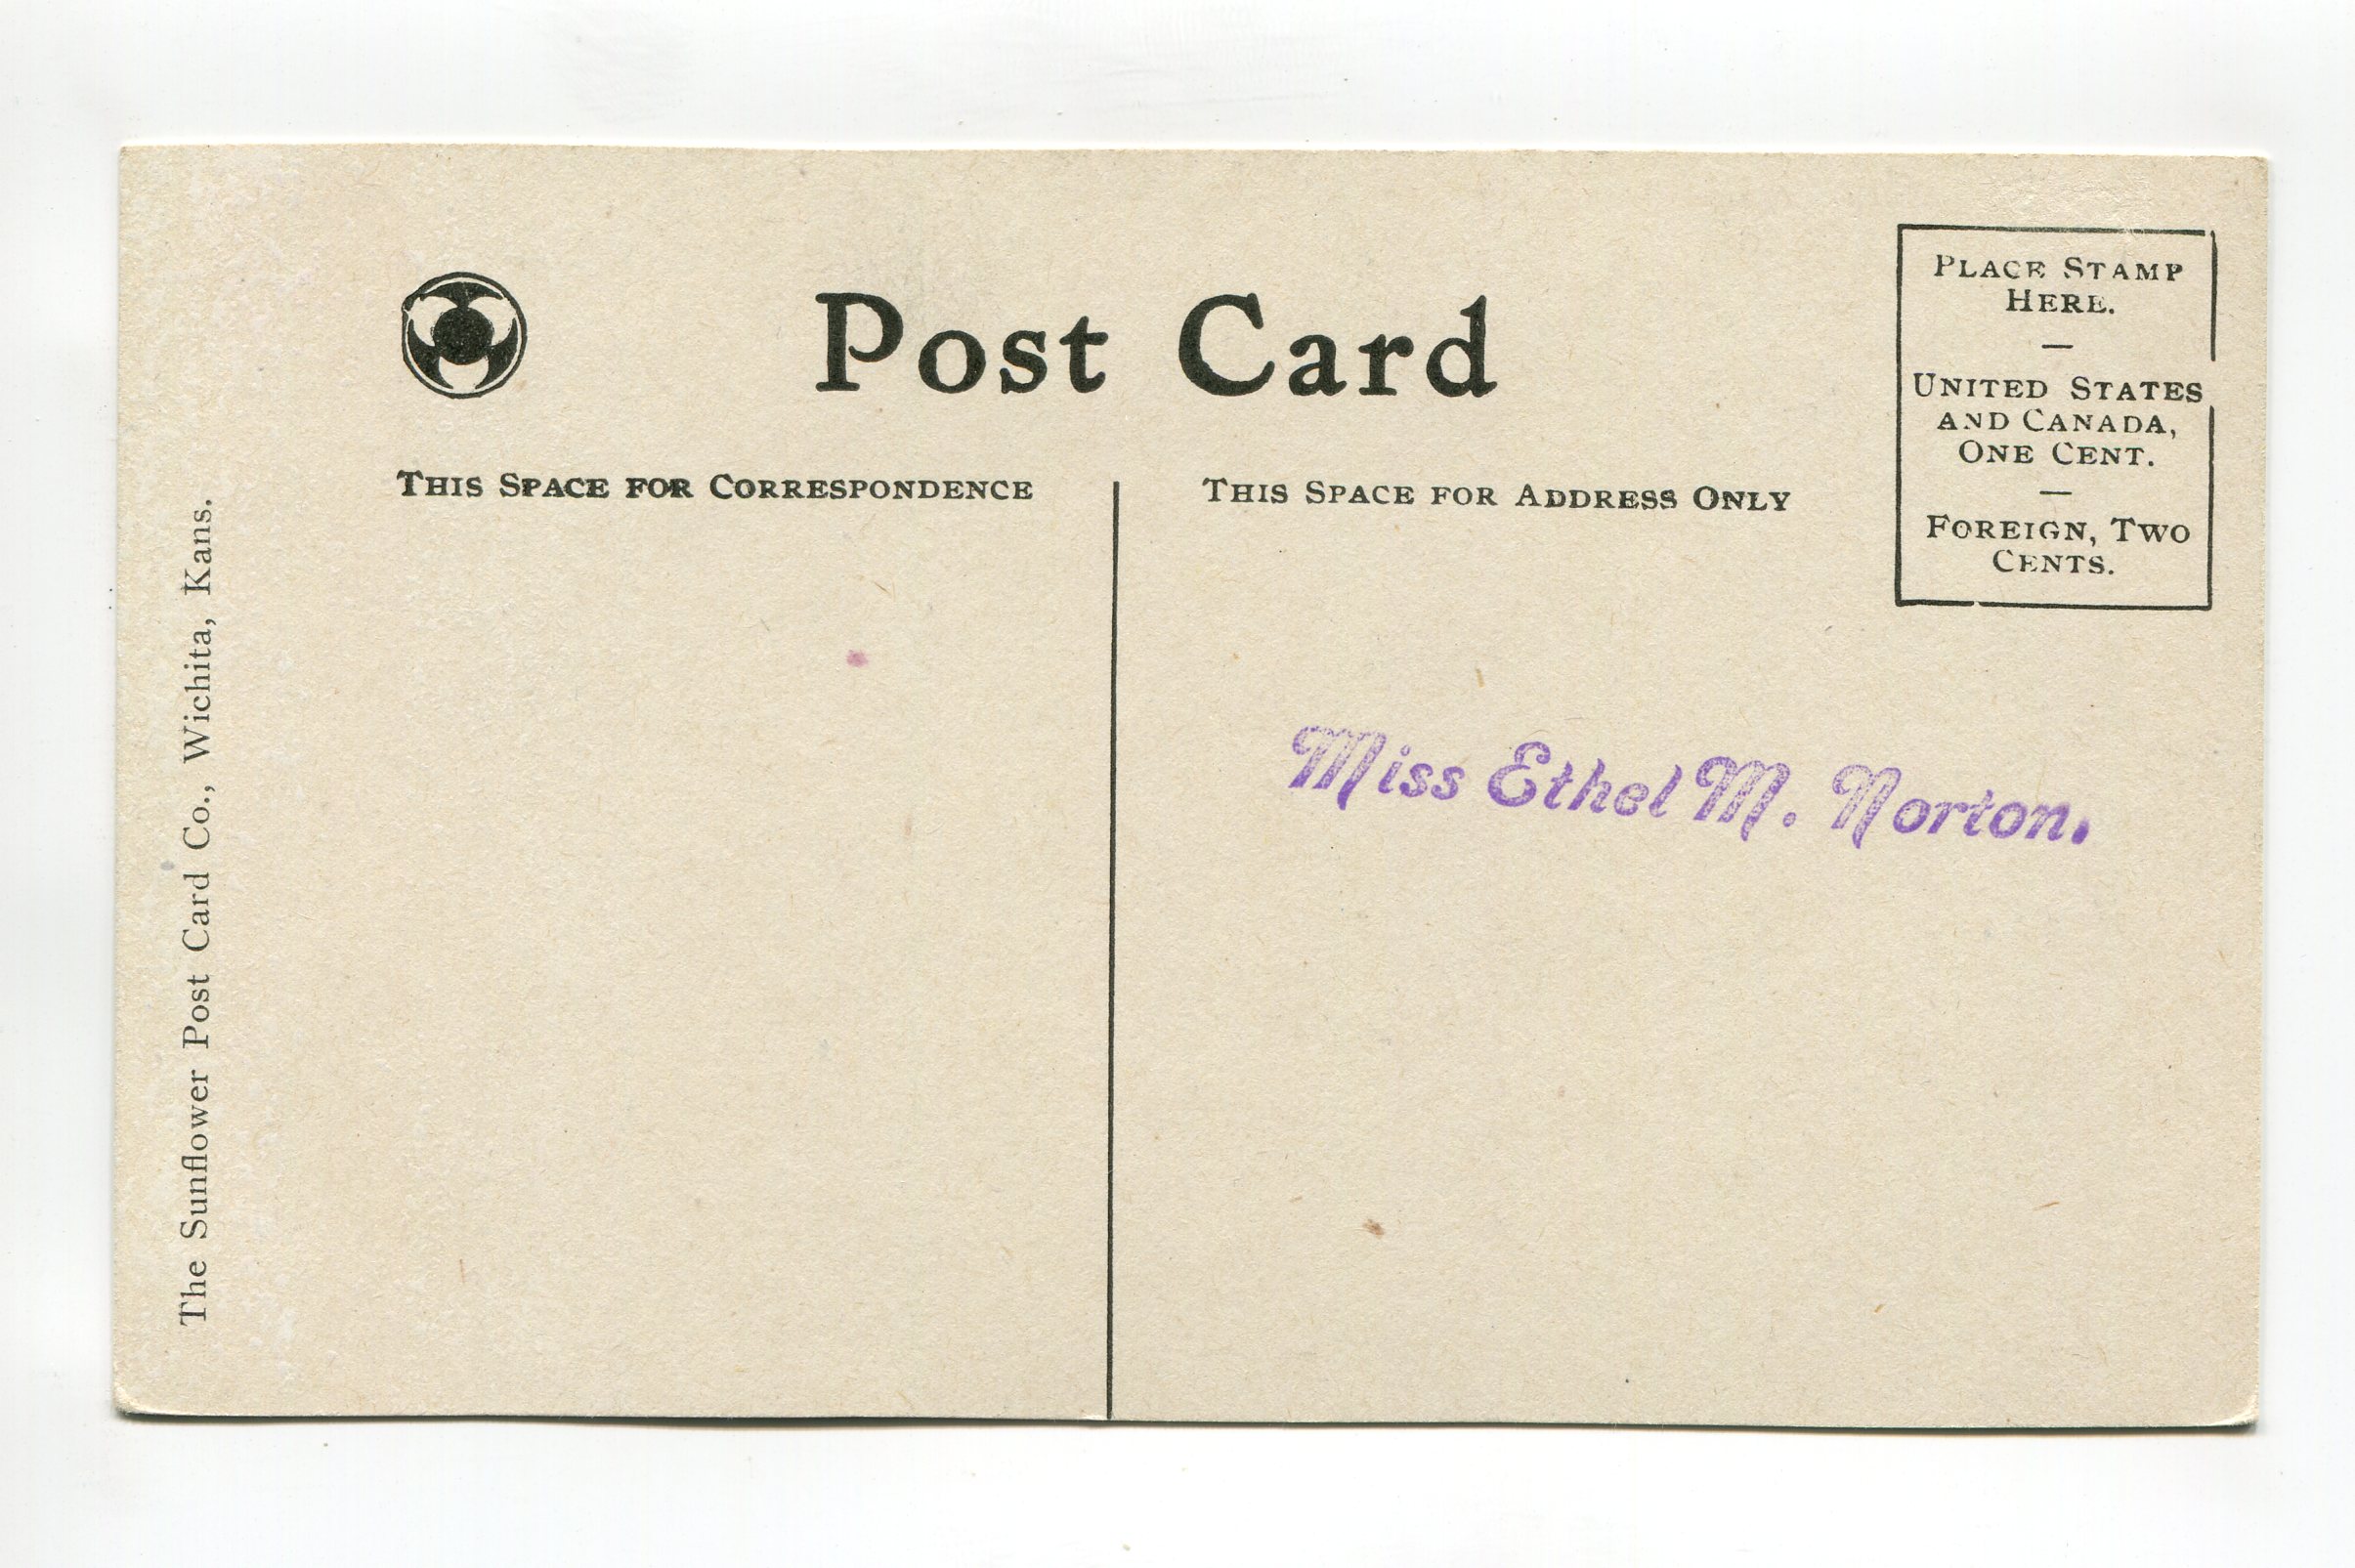 Post Card
THIS SPACE FOR CORRESPONDENCE
THIS SPACE FOR ADDRESS ONLY
PLACE STAMP
HERE.
—
UNITED STATES
AND CANADA,
ONE CENT.
—
FOREIGN, TWO
CENTS.
Miss Ethel M. Norton.
The Sunflower Post Card Co., Wichita, Kans.